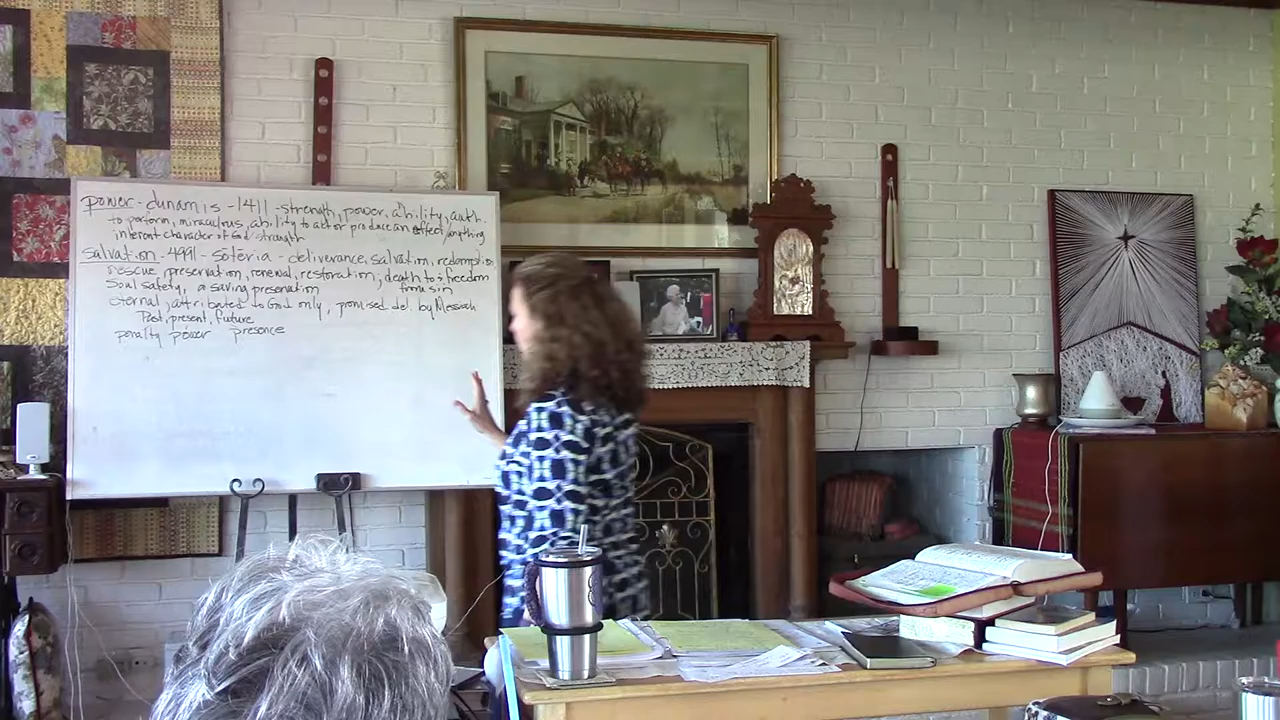 power - dunamis - 1411 - strength, power, ability, auth.
to perform, miraculous, ability to act or produce an effect, anything
inherent character of God strength
Salvation - 4991 - soteria - deliverance, salvation, redemption,
rescue, preservation, renewal, restoration, death to & freedom
Soul safety, a saving preservation from sin
eternal, attributed to God only, promised del. by Messiah
Past, present, future
penalty power presence